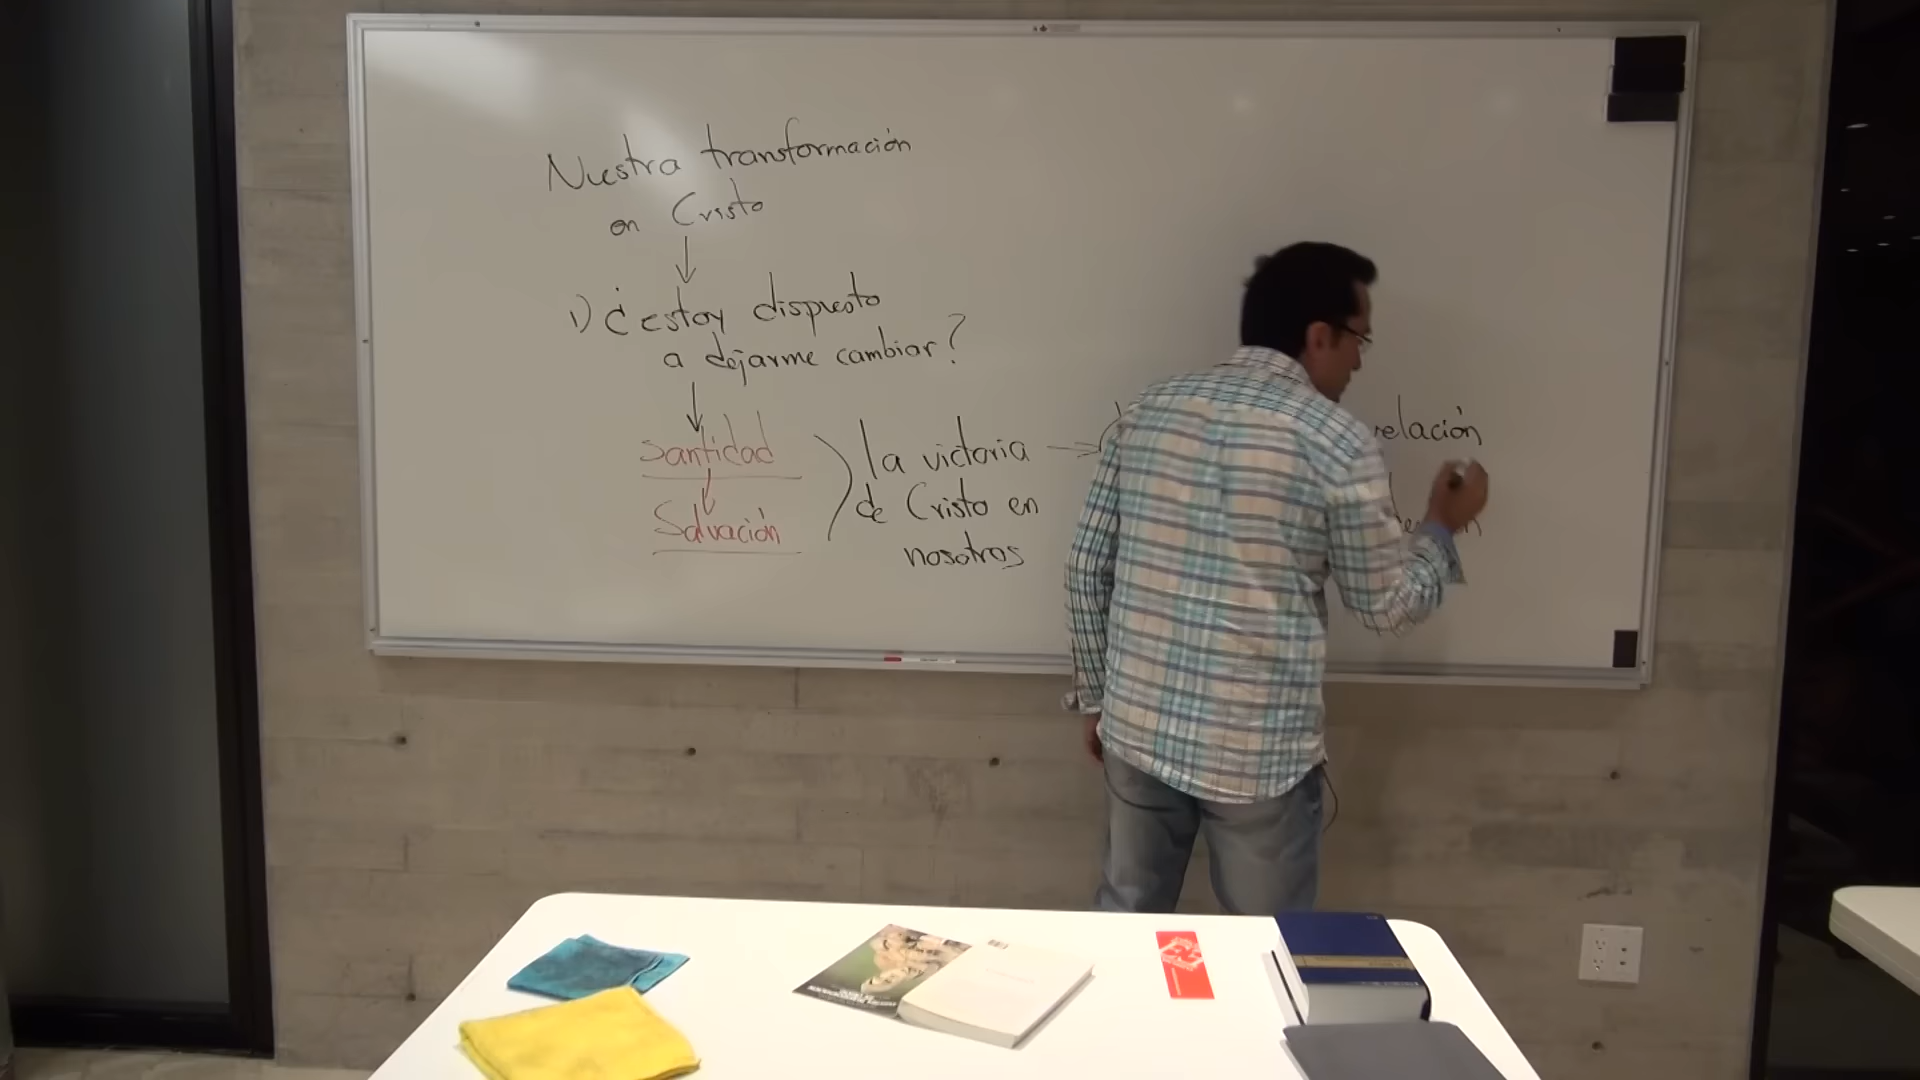 Nuestra transformación
en Cristo
1) ¿estoy dispuesto
a dejarme cambiar?
Santidad
Salvación
la victoria
de Cristo en
nosotros
relación